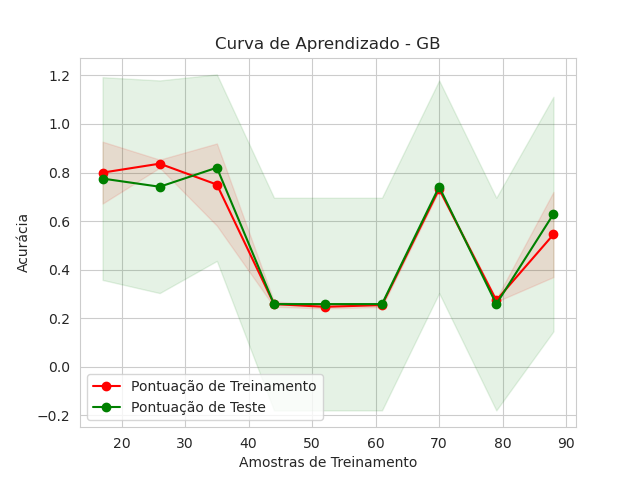 Curva de Aprendizado - GB
Acurácia
1.2
1.0
0.8
0.6
0.4
0.2
0.0
−0.2
Pontuação de Treinamento
Pontuação de Teste
20 30 40 50 60 70 80 90
Amostras de Treinamento